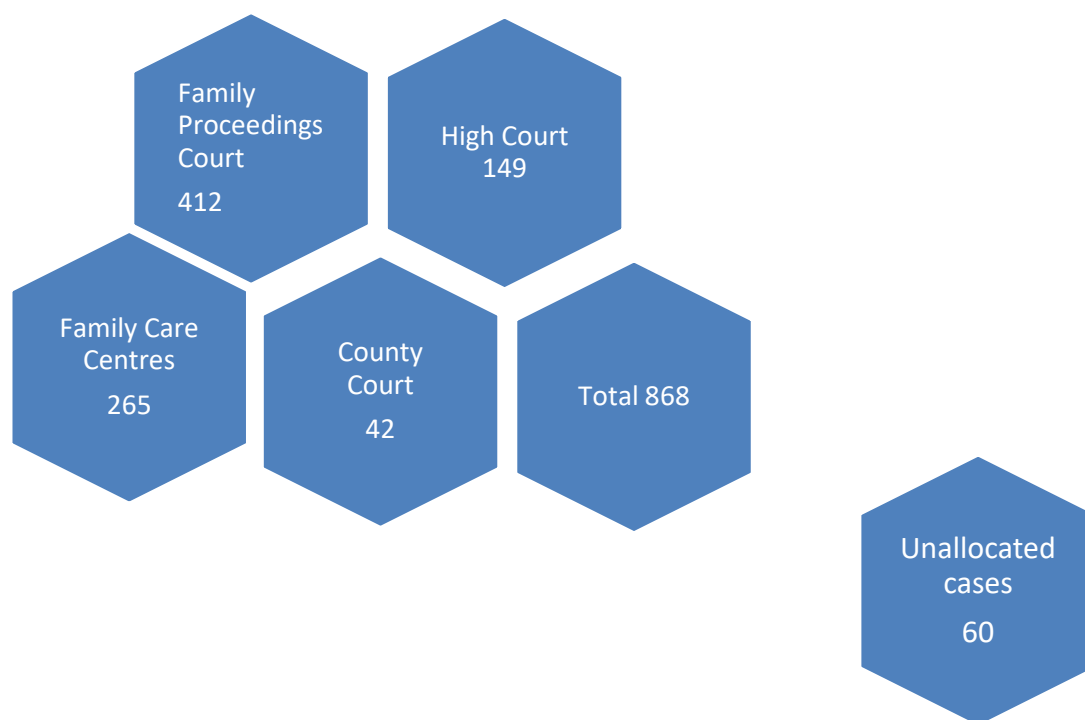 Family
Proceedings
Court
412
High Court
149
Family Care
Centres
265
County
Court
42
Total 868
Unallocated
cases
60